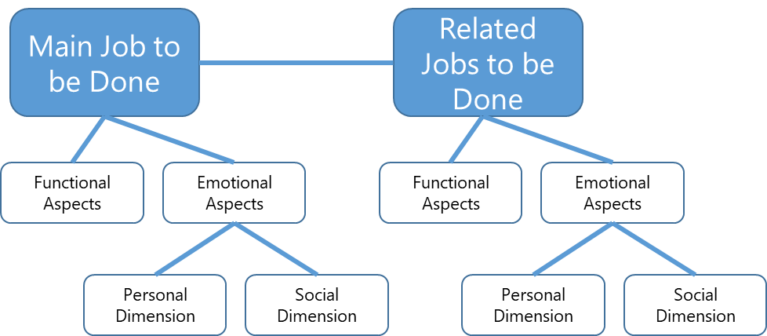 Main Job to
be Done
Related
Jobs to be
Done
Functional
Aspects
Emotional
Aspects
Functional
Aspects
Emotional
Aspects
Personal
Dimension
Social
Dimension
Personal
Dimension
Social
Dimension